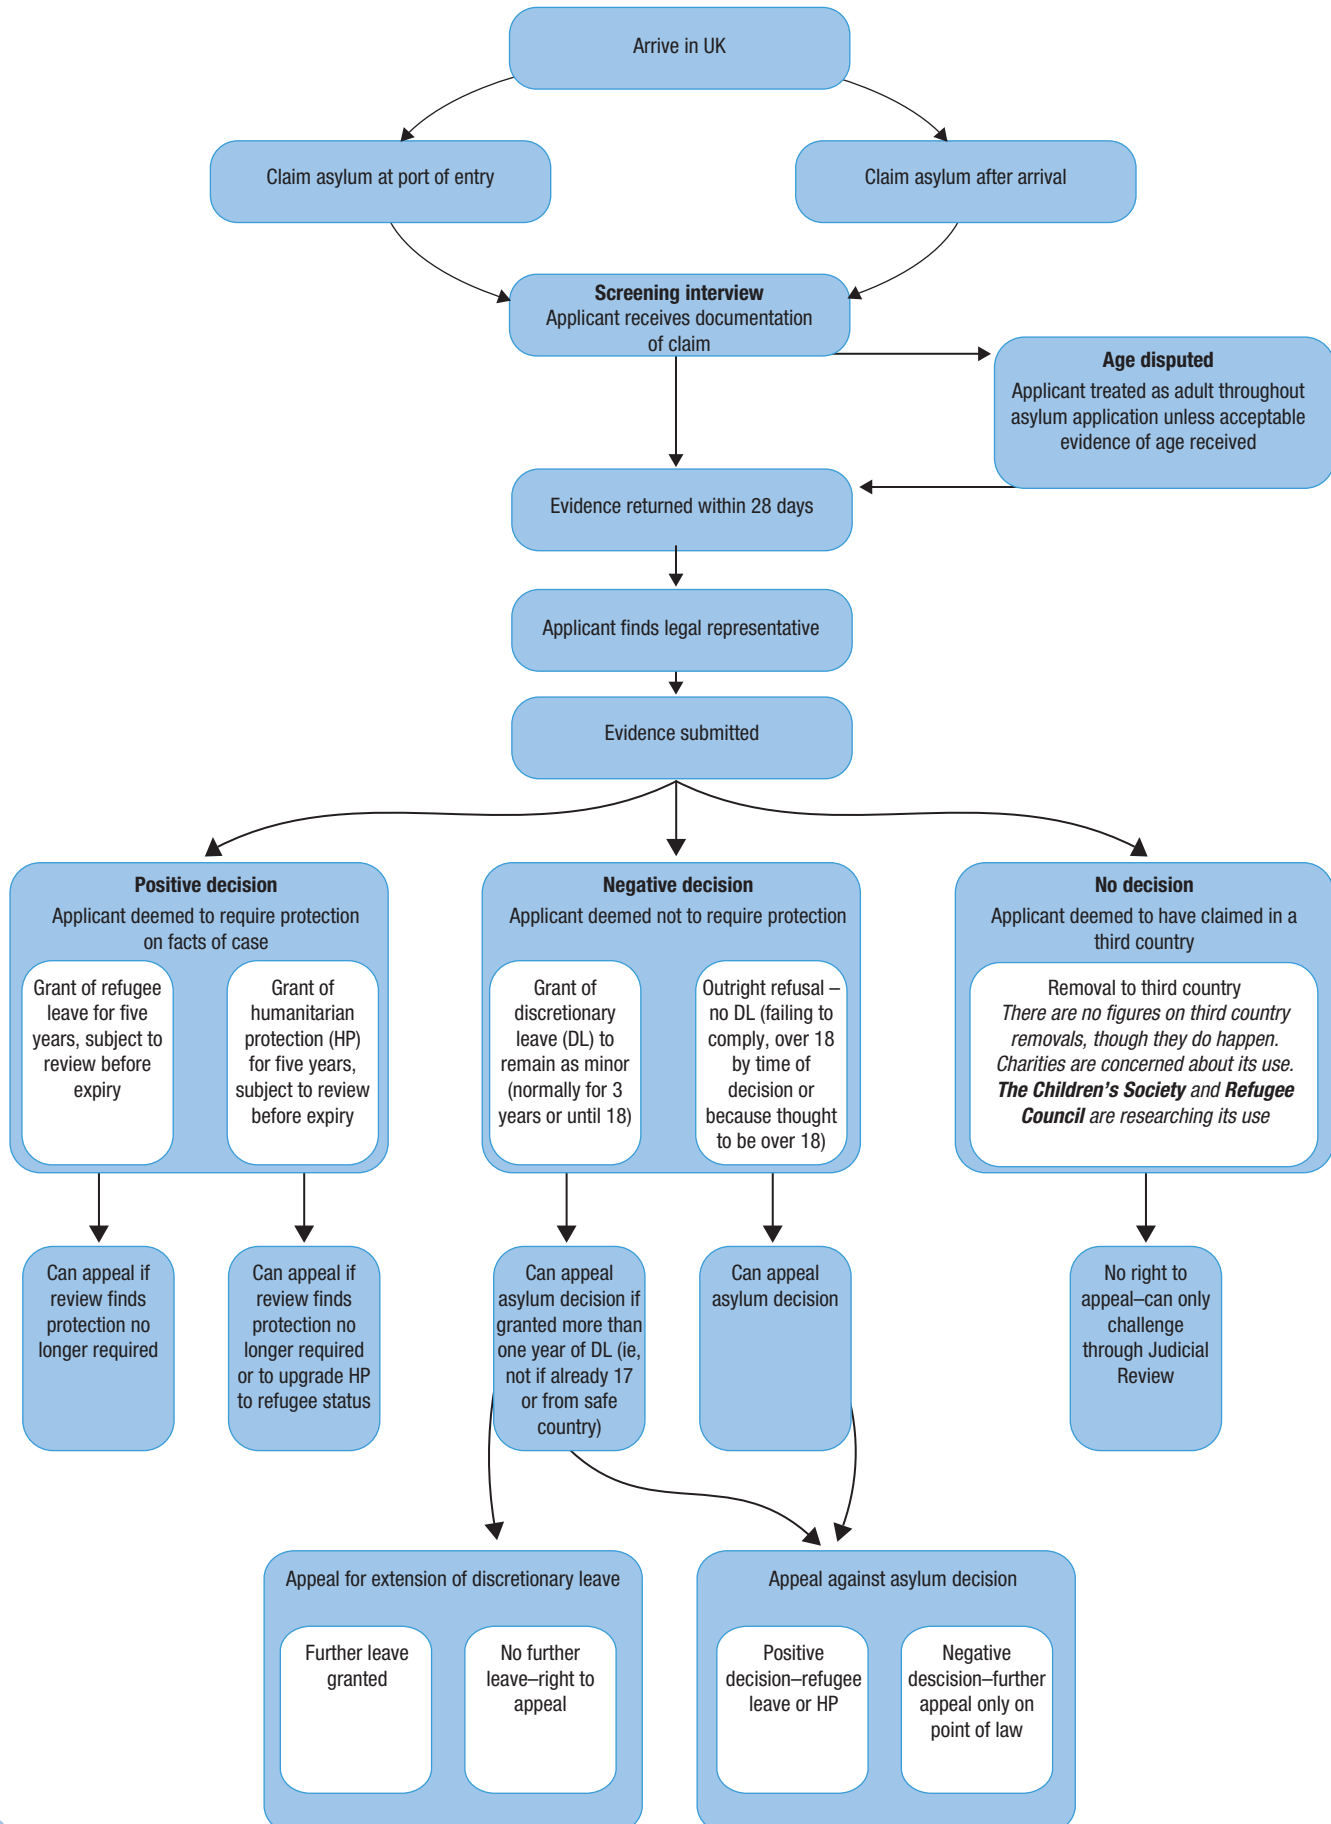 Arrive in UK
Claim asylum at port of entry
Claim asylum after arrival
Screening interview
Applicant receives documentation
of claim
Age disputed
Applicant treated as adult throughout
asylum application unless acceptable
evidence of age received
Evidence returned within 28 days
Applicant finds legal representative
Evidence submitted
Positive decision
Applicant deemed to require protection
on facts of case
Grant of refugee
leave for five
years, subject to
review before
expiry
Grant of
humanitarian
protection (HP)
for five years,
subject to review
before expiry
Negative decision
Applicant deemed not to require protection
Grant of
discretionary
leave (DL) to
remain as minor
(normally for 3
years or until 18)
Outright refusal –
no DL (failing to
comply, over 18
by time of
decision or
because thought
to be over 18)
No decision
Applicant deemed to have claimed in a
third country
Removal to third country
There are no figures on third country
removals, though they do happen.
Charities are concerned about its use.
The Children's Society and Refugee
Council are researching its use
Can appeal if
review finds
protection no
longer required
Can appeal if
review finds
protection no
longer required
or to upgrade HP
to refugee status
Can appeal
asylum decision if
granted more than
one year of DL (ie,
not if already 17
or from safe
country)
Can appeal
asylum decision
No right to
appeal–can only
challenge
through Judicial
Review
Appeal for extension of discretionary leave
Further leave
granted
No further
leave–right to
appeal
Appeal against asylum decision
Positive
decision–refugee
leave or HP
Negative
descision–further
appeal only on
point of law